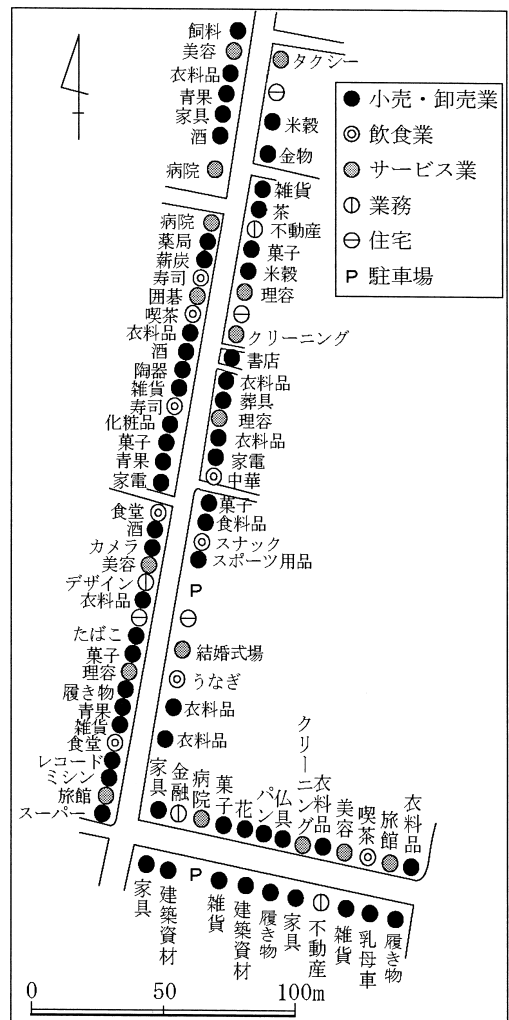 飼料
美容
衣料品
青果
家具
酒
病院
タクシー
米穀
金物
小売・卸売業
飲食業
サービス業
業務
住宅
P 駐車場
病院
薬局
薪炭
寿司
囲碁
喫茶
衣料品
酒
陶器
雑貨
寿司
化粧品
菓子
青果
家電
雑貨
茶
不動産
菓子
米穀
理容
クリーニング
書店
衣料品
葬具
理容
衣料品
家電
中華
食堂
酒
カメラ
美容
デザイン
衣料品
たばこ
菓子
理容
履き物
青果
雑貨
食堂
レコード
ミシン
旅館
スーパー
菓子
食料品
スナック
スポーツ用品
P
結婚式場
うなぎ
衣料品
衣料品
家具
金融
病院
菓子
花
パン
仏具
クリーニング
衣料品
美容
喫茶
旅館
衣料品
家具
建築資材
P
雑貨
建築資材
履き物
家具
不動産
雑貨
乳母車
履き物
0 50 100m